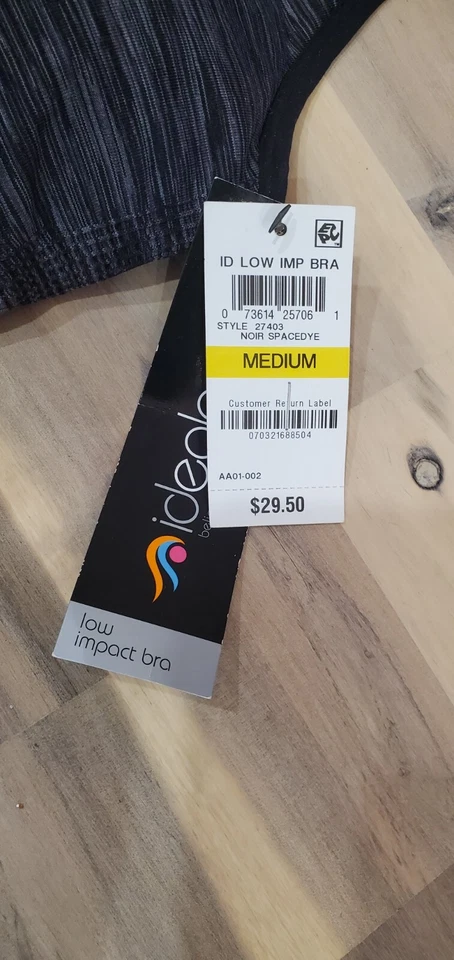 EPC
ID LOW IMP BRA
0 73614 25706 1
STYLE 27403
NOIR SPACEDYE
MEDIUM
Customer Return Label
070321688504
AA01-002
$29.50
low
impact bra